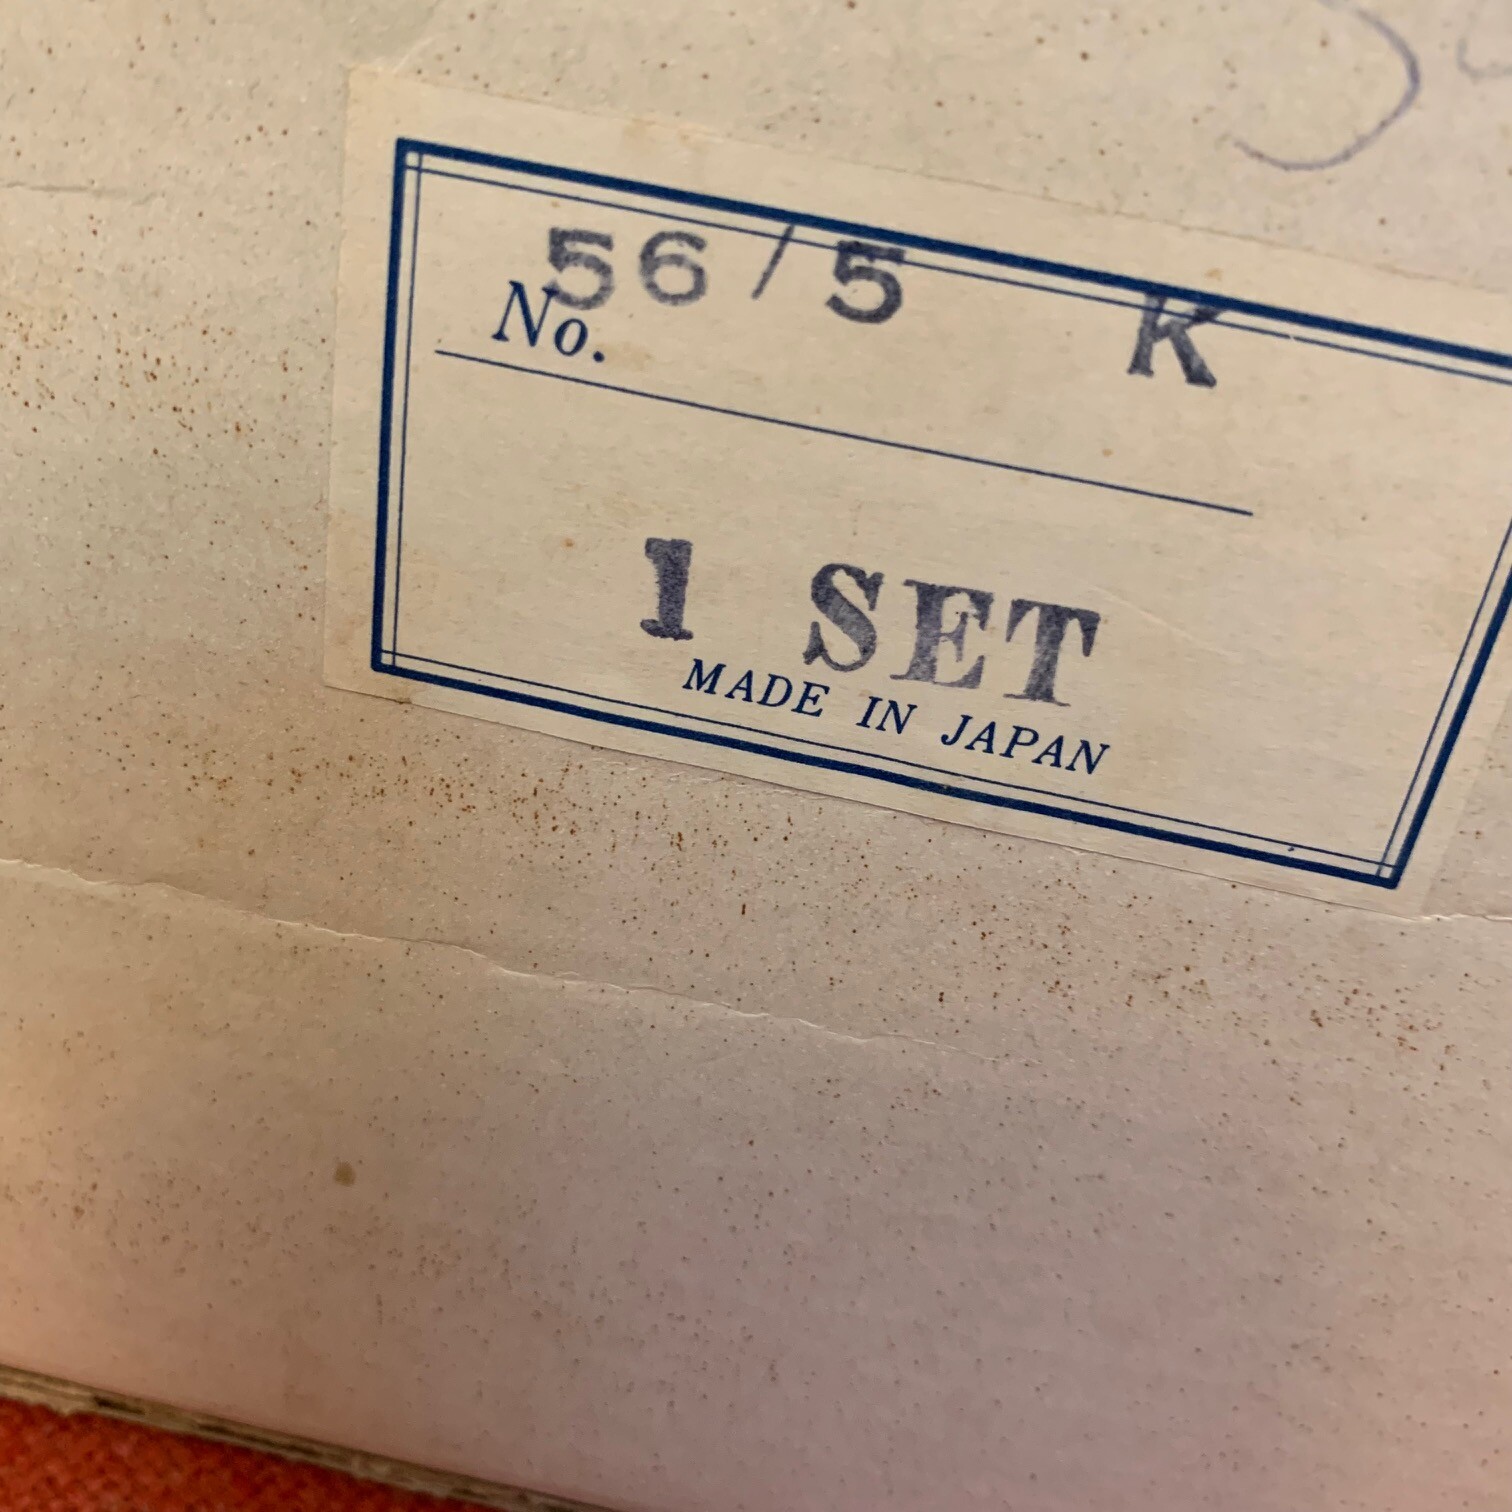 No. 56/5 K
1 SET
MADE IN JAPAN